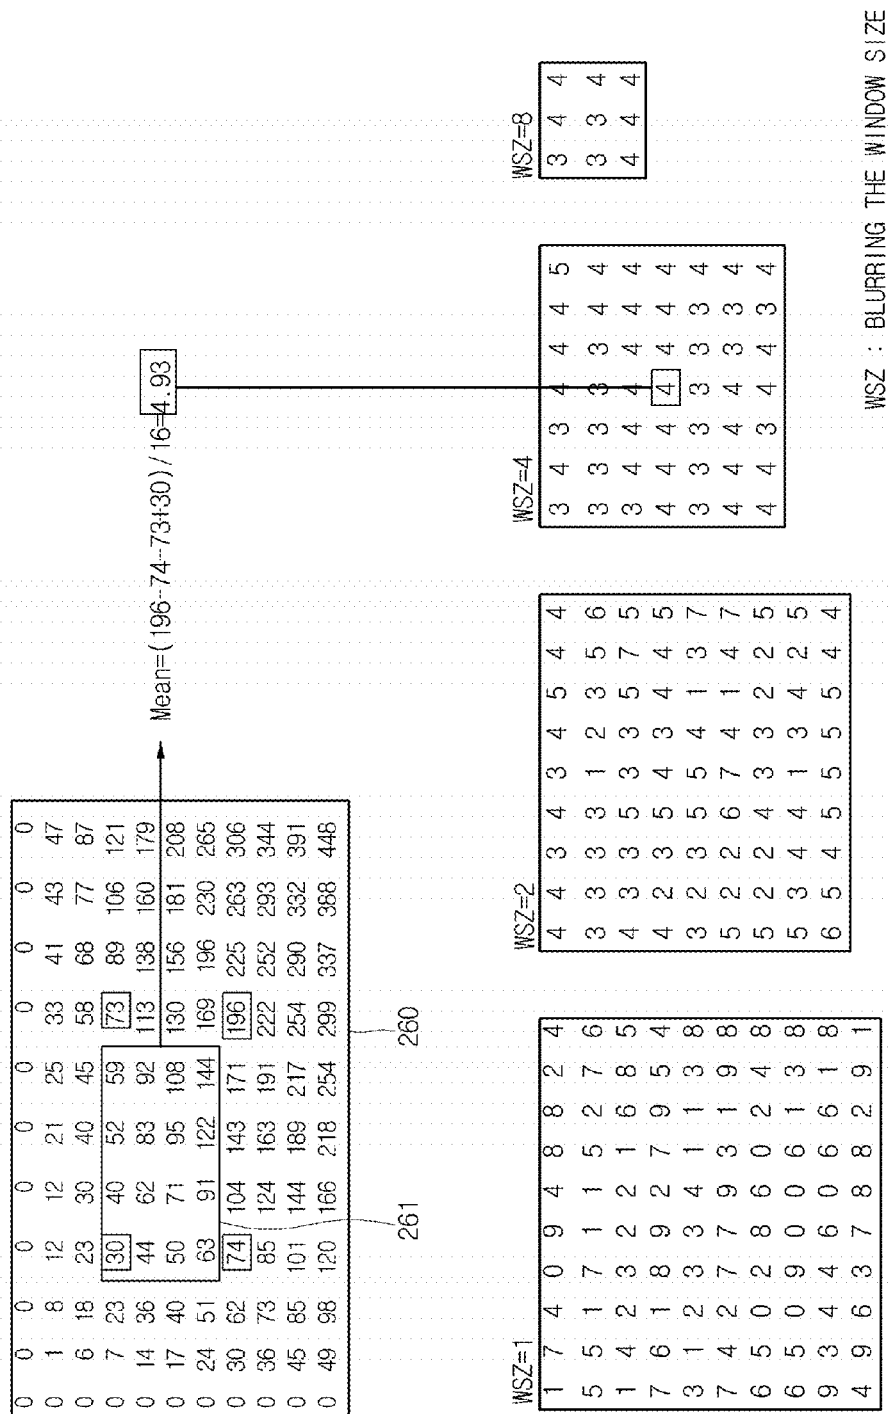 0 0 0 0 0 0 0 0 0 0 0
0 1 8 12 12 21 25 33 41 43 47
0 6 18 23 30 40 45 58 68 77 87
0 7 23 30 40 52 59 73 89 106 121
0 14 36 44 62 83 92 113 138 160 179
0 17 40 50 71 95 108 130 156 181 208
0 24 51 63 91 122 144 169 196 230 265
0 30 62 74 104 143 171 196 225 263 306
0 36 73 85 124 163 191 222 252 293 344
0 45 85 101 144 189 217 254 290 332 391
0 49 98 120 166 218 254 299 337 388 448
261
260
Mean=(196-74-73+30)/16=4.93
WSZ=1
1 7 4 0 9 4 8 8 2 4
5 5 1 7 1 1 5 2 7 6
1 4 2 3 2 2 1 6 8 5
7 6 1 8 9 2 7 9 5 4
3 1 2 3 3 4 1 1 3 8
7 4 2 7 7 9 3 1 9 8
6 5 0 2 8 6 0 2 4 8
6 5 0 9 0 0 6 1 3 8
9 3 4 4 6 0 6 6 1 8
4 9 6 3 7 8 8 2 9 1
WSZ=2
4 4 3 4 3 4 5 4 4
3 3 3 3 1 2 3 5 6
4 3 3 5 3 3 5 7 5
4 2 3 5 4 3 4 4 5
3 2 3 5 5 4 1 3 7
5 2 2 6 7 4 1 4 7
5 2 2 4 3 3 2 2 5
5 3 4 4 1 3 4 2 5
6 5 4 5 5 5 5 4 4
WSZ=4
3 4 3 4 4 4 5
3 3 3 3 3 4 4
3 4 4 4 4 4 4
4 4 4 4 4 4 4
3 3 3 3 3 3 4
4 4 4 4 3 3 4
4 4 3 4 4 3 4
WSZ=8
3 4 4
3 3 4
4 4 4
WSZ : BLURRING THE WINDOW SIZE